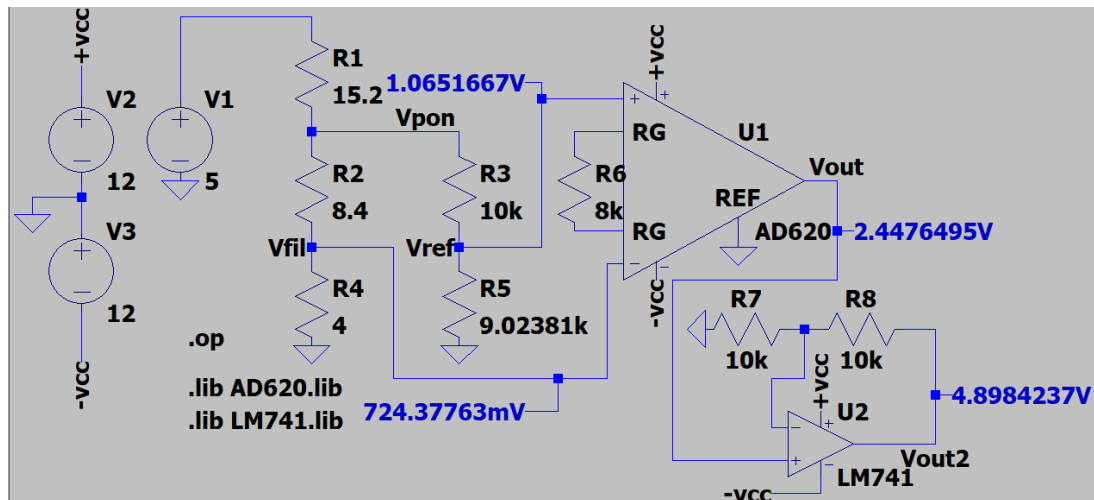 +vcc
V2
12
V3
12
-vcc
V1
5
R1
15.2
Vpon
R2
8.4
R3
10k
Vfil
Vref
R4
4
R5
9.02381k
.op
.lib AD620.lib
.lib LM741.lib
1.0651667V
724.37763mV
+vcc
U1
RG
R6
8k
RG
REF
AD620
-vcc
Vout
2.4476495V
R7
10k
R8
10k
+vcc
U2
LM741
-vcc
Vout2
4.8984237V